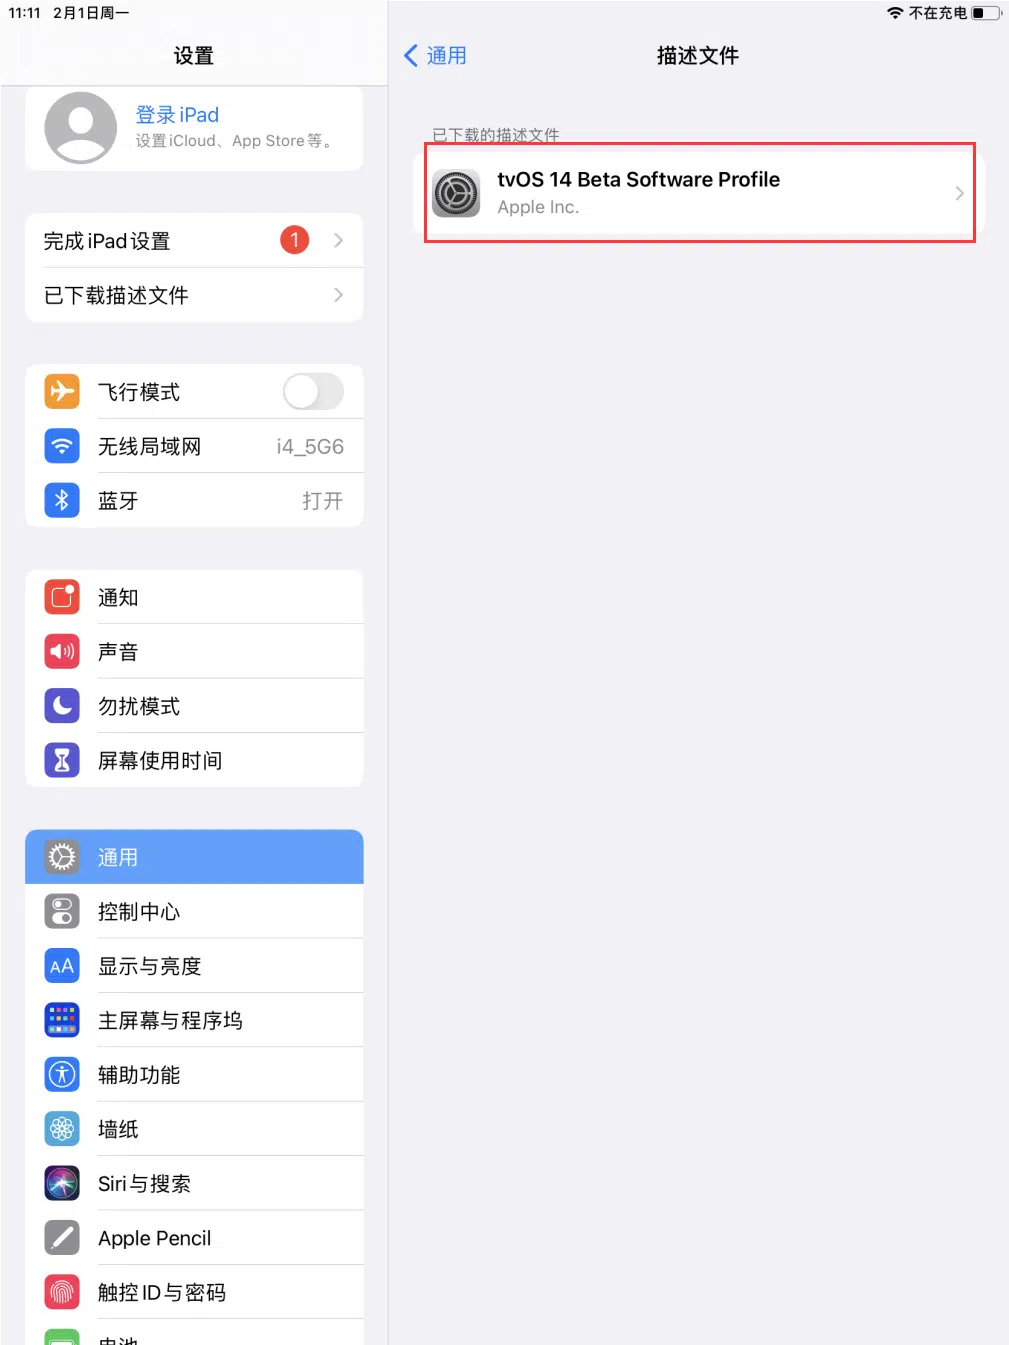 11:11 2月1日周一
不在充电
设置
通用
描述文件
登录 iPad
设置 iCloud、App Store 等。
已下载的描述文件
tvOS 14 Beta Software Profile
Apple Inc.
完成 iPad 设置
1
已下载描述文件
飞行模式
无线局域网
i4_5G6
蓝牙
打开
通知
声音
勿扰模式
屏幕使用时间
通用
控制中心
AA
显示与亮度
主屏幕与程序坞
辅助功能
墙纸
Siri与搜索
Apple Pencil
触控 ID 与密码
电池